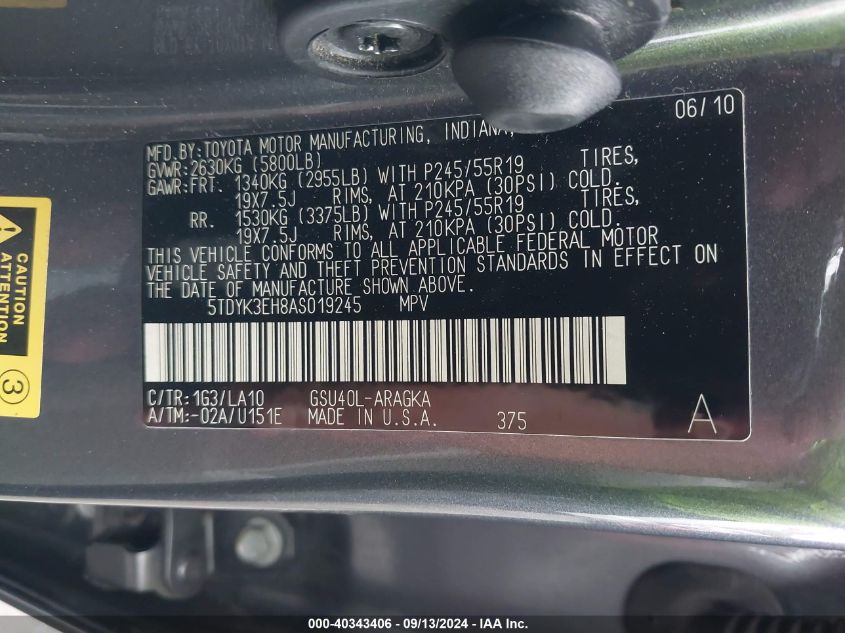 06/10
MFD.BY:TOYOTA MOTOR MANUFACTURING, INDIANA,
GVWR:2630KG (5800LB)
GAWR:FRT. 1340KG (2955LB) WITH P245/55R19 TIRES,
19X7.5J RIMS, AT 210KPA (30PSI) COLD.
RR. 1530KG (3375LB) WITH P245/55R19 TIRES,
19X7.5J RIMS, AT 210KPA (30PSI) COLD.
THIS VEHICLE CONFORMS TO ALL APPLICABLE FEDERAL MOTOR
VEHICLE SAFETY AND THEFT PREVENTION STANDARDS IN EFFECT ON
THE DATE OF MANUFACTURE SHOWN ABOVE.
5TDYK3EH8AS019245 MPV
C/TR:1G3/LA10 GSU40L-ARAGKA
A/TM:-02A/U151E MADE IN U.S.A. 375 A
CAUTION
ATTENTION
3
000-40343406 - 09/13/2024 - IAA Inc.